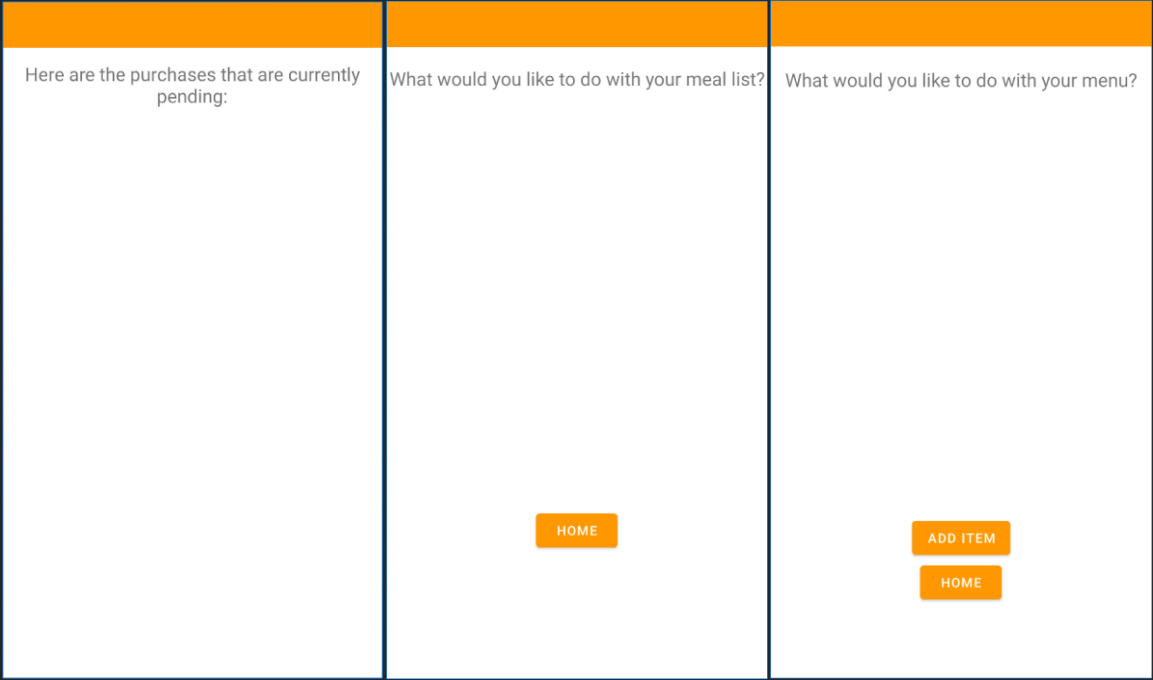 Here are the purchases that are currently
pending:
What would you like to do with your meal list?
HOME
What would you like to do with your menu?
ADD ITEM
HOME